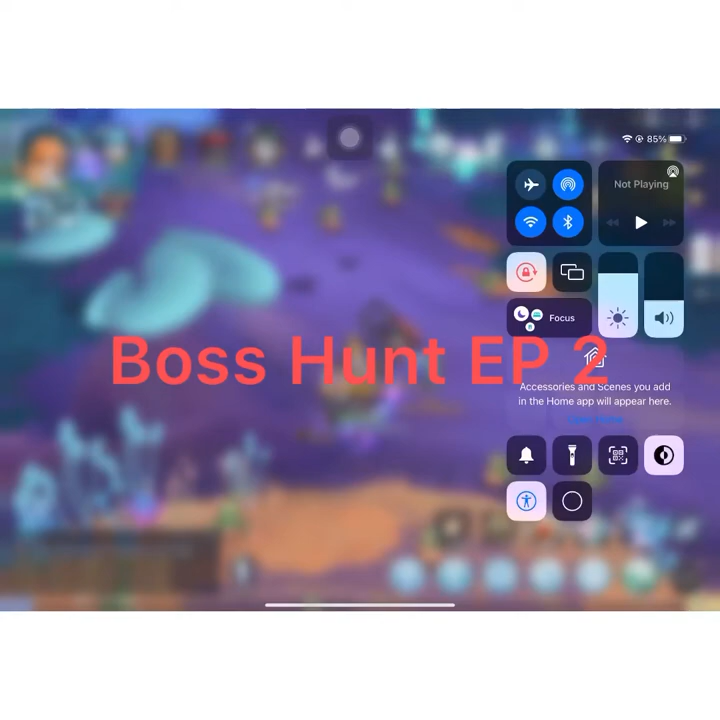 85%
Not Playing
Focus
Boss Hunt EP 2
Accessories and Scenes you add
in the Home app will appear here.